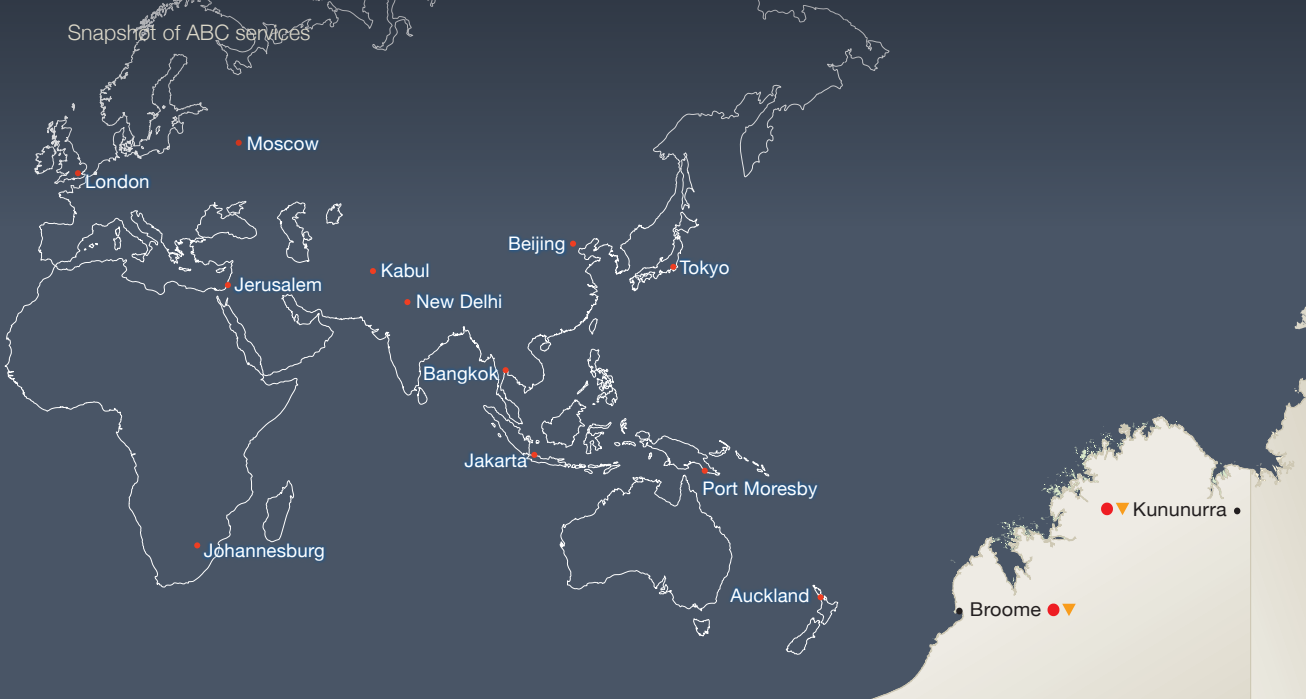 Snapshot of ABC services
Moscow
London
Beijing
Tokyo
Kabul
Jerusalem
New Delhi
Bangkok
Jakarta
Port Moresby
Kununurra
Johannesburg
Auckland
Broome